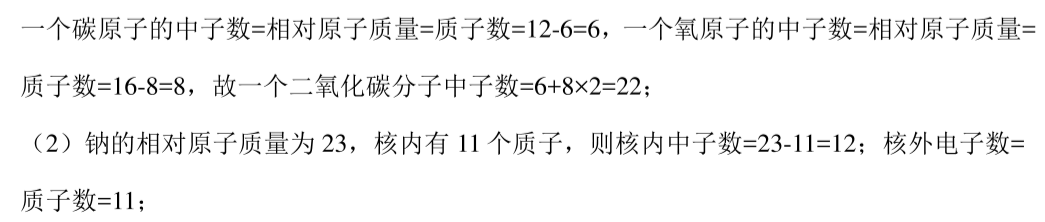 一个碳原子的中子数=相对原子质量=质子数=12-6=6，一个氧原子的中子数=相对原子质量=
质子数=16-8=8，故一个二氧化碳分子中子数=6+8×2=22；
（2）钠的相对原子质量为 23，核内有 11 个质子，则核内中子数=23-11=12；核外电子数=
质子数=11；